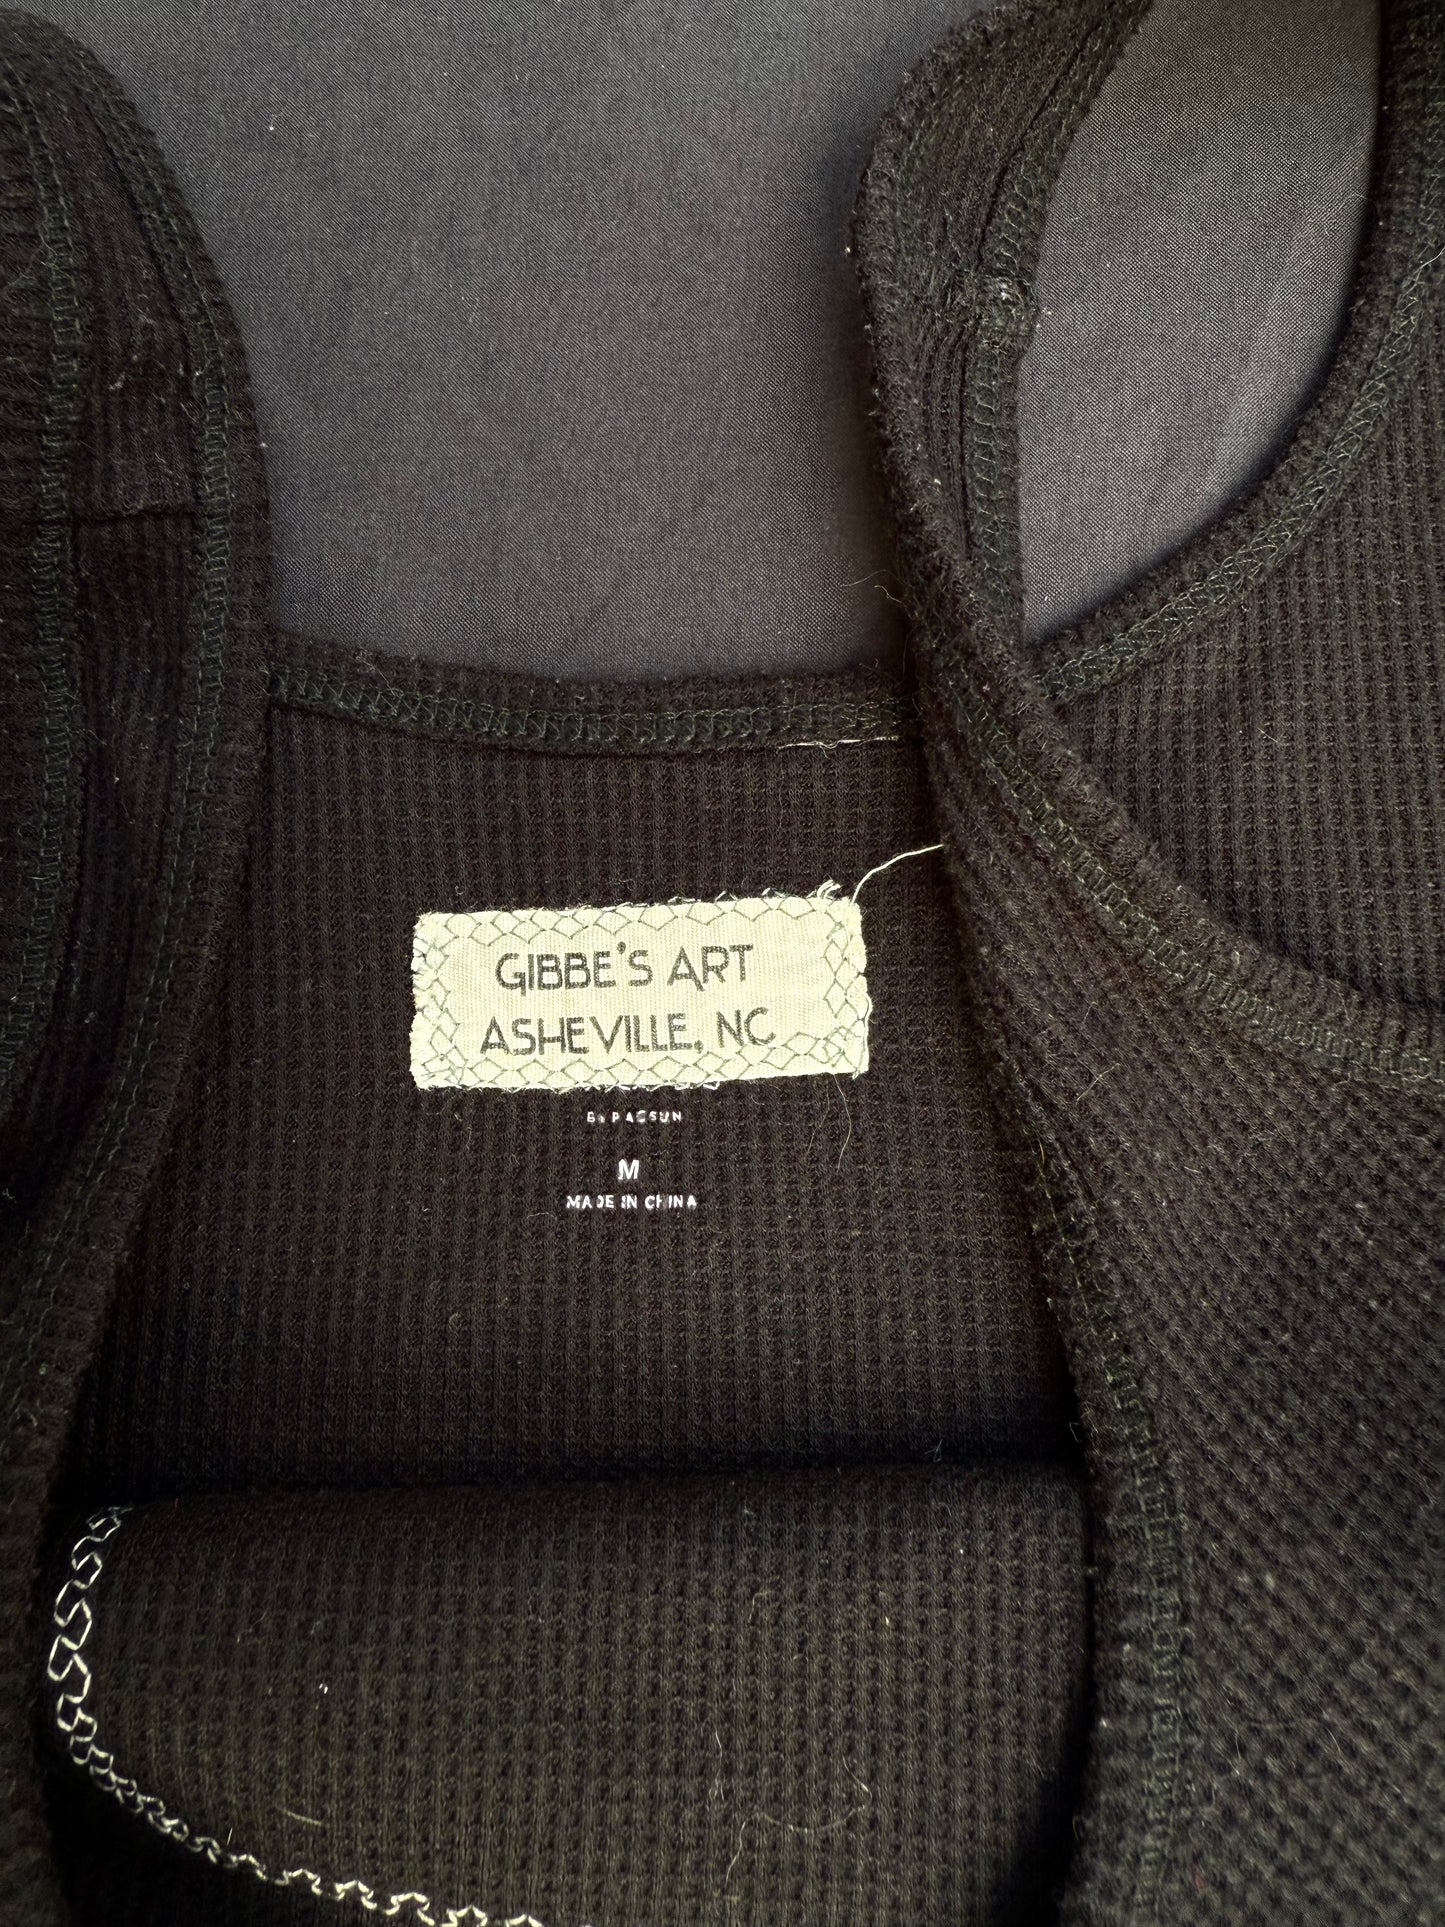 GIBBE'S ART
ASHEVILLE, NC
By PACSUN
M
MADE IN CHINA